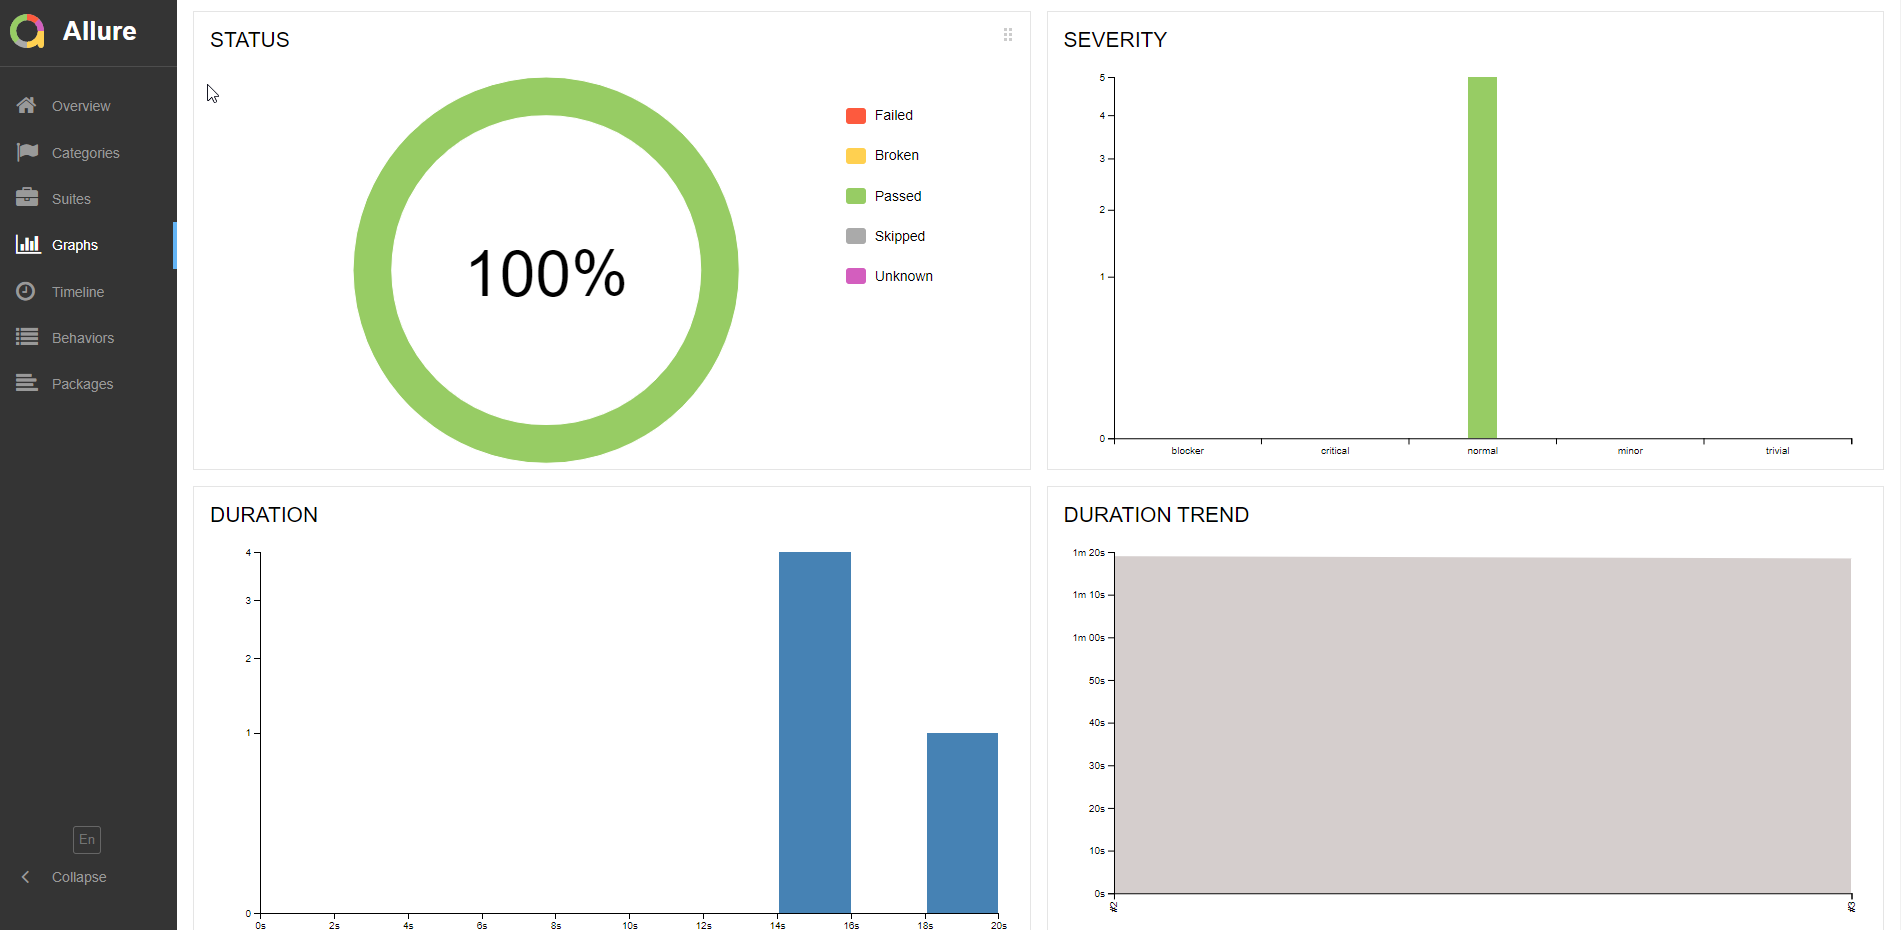 Allure
Overview
Categories
Suites
Graphs
Timeline
Behaviors
Packages
En
Collapse
STATUS
100%
Failed
Broken
Passed
Skipped
Unknown
SEVERITY
5
4
3
2
1
0
blocker critical normal minor trivial
DURATION
4
3
2
1
0
0s 2s 4s 6s 8s 10s 12s 14s 16s 18s 20s
DURATION TREND
1m 20s
1m 10s
1m 00s
50s
40s
30s
20s
10s
0s
#2 #3